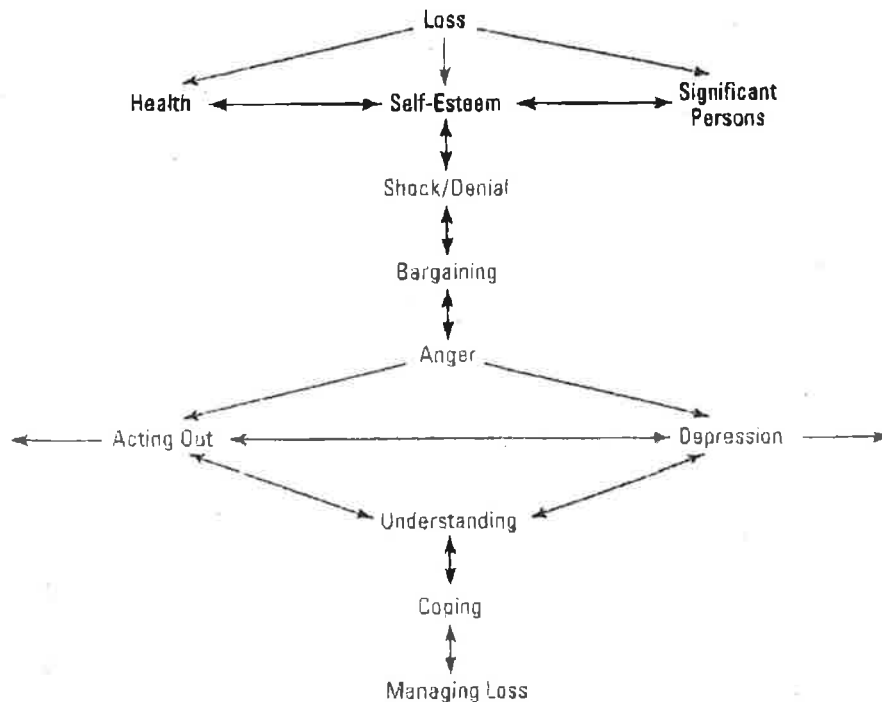 Loss
Health
Self-Esteem
Significant
Persons
Shock/Denial
Bargaining
Anger
Acting Out
Depression
Understanding
Coping
Managing Loss